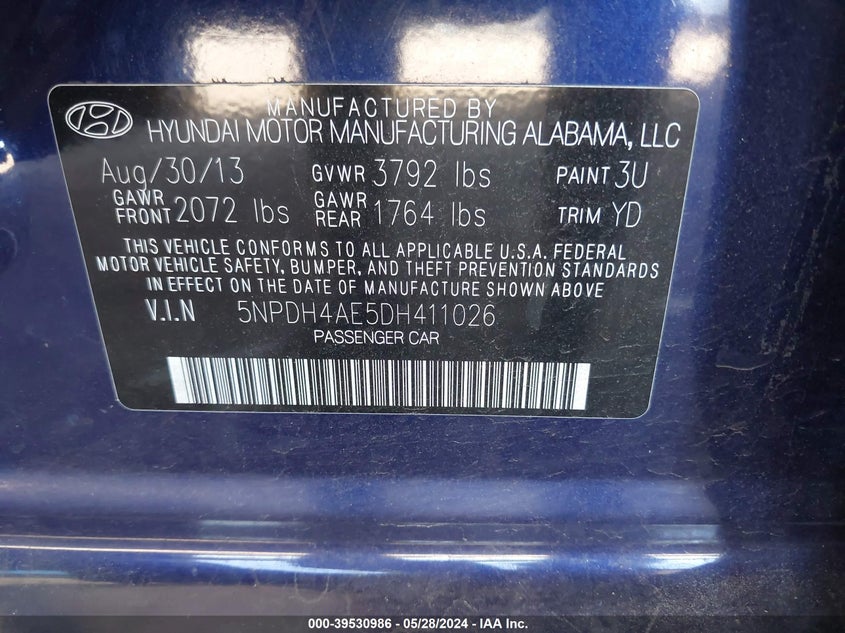 MANUFACTURED BY
HYUNDAI MOTOR MANUFACTURING ALABAMA, LLC
Aug/30/13 GVWR 3792 lbs PAINT 3U
GAWR FRONT 2072 lbs GAWR REAR 1764 lbs TRIM YD
THIS VEHICLE CONFORMS TO ALL APPLICABLE U.S.A. FEDERAL
MOTOR VEHICLE SAFETY, BUMPER, AND THEFT PREVENTION STANDARDS
IN EFFECT ON THE DATE OF MANUFACTURE SHOWN ABOVE
V.I.N 5NPDH4AE5DH411026
PASSENGER CAR
000-39530986 - 05/28/2024 - IAA Inc.